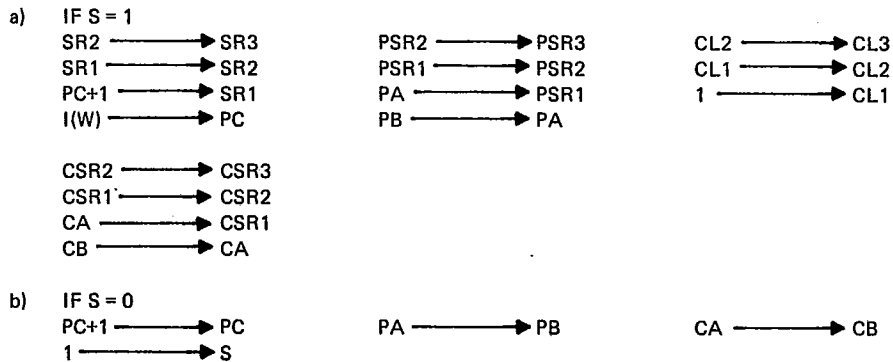 a) IF S = 1
SR2 → SR3 PSR2 → PSR3 CL2 → CL3
SR1 → SR2 PSR1 → PSR2 CL1 → CL2
PC+1 → SR1 PA → PSR1 1 → CL1
I(W) → PC PB → PA
CSR2 → CSR3
CSR1 → CSR2
CA → CSR1
CB → CA
b) IF S = 0
PC+1 → PC PA → PB CA → CB
1 → S